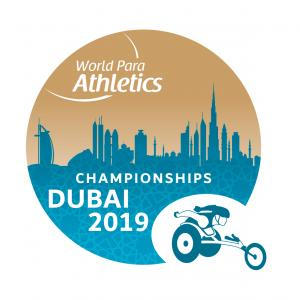 World Para
Athletics
CHAMPIONSHIPS
DUBAI
2019